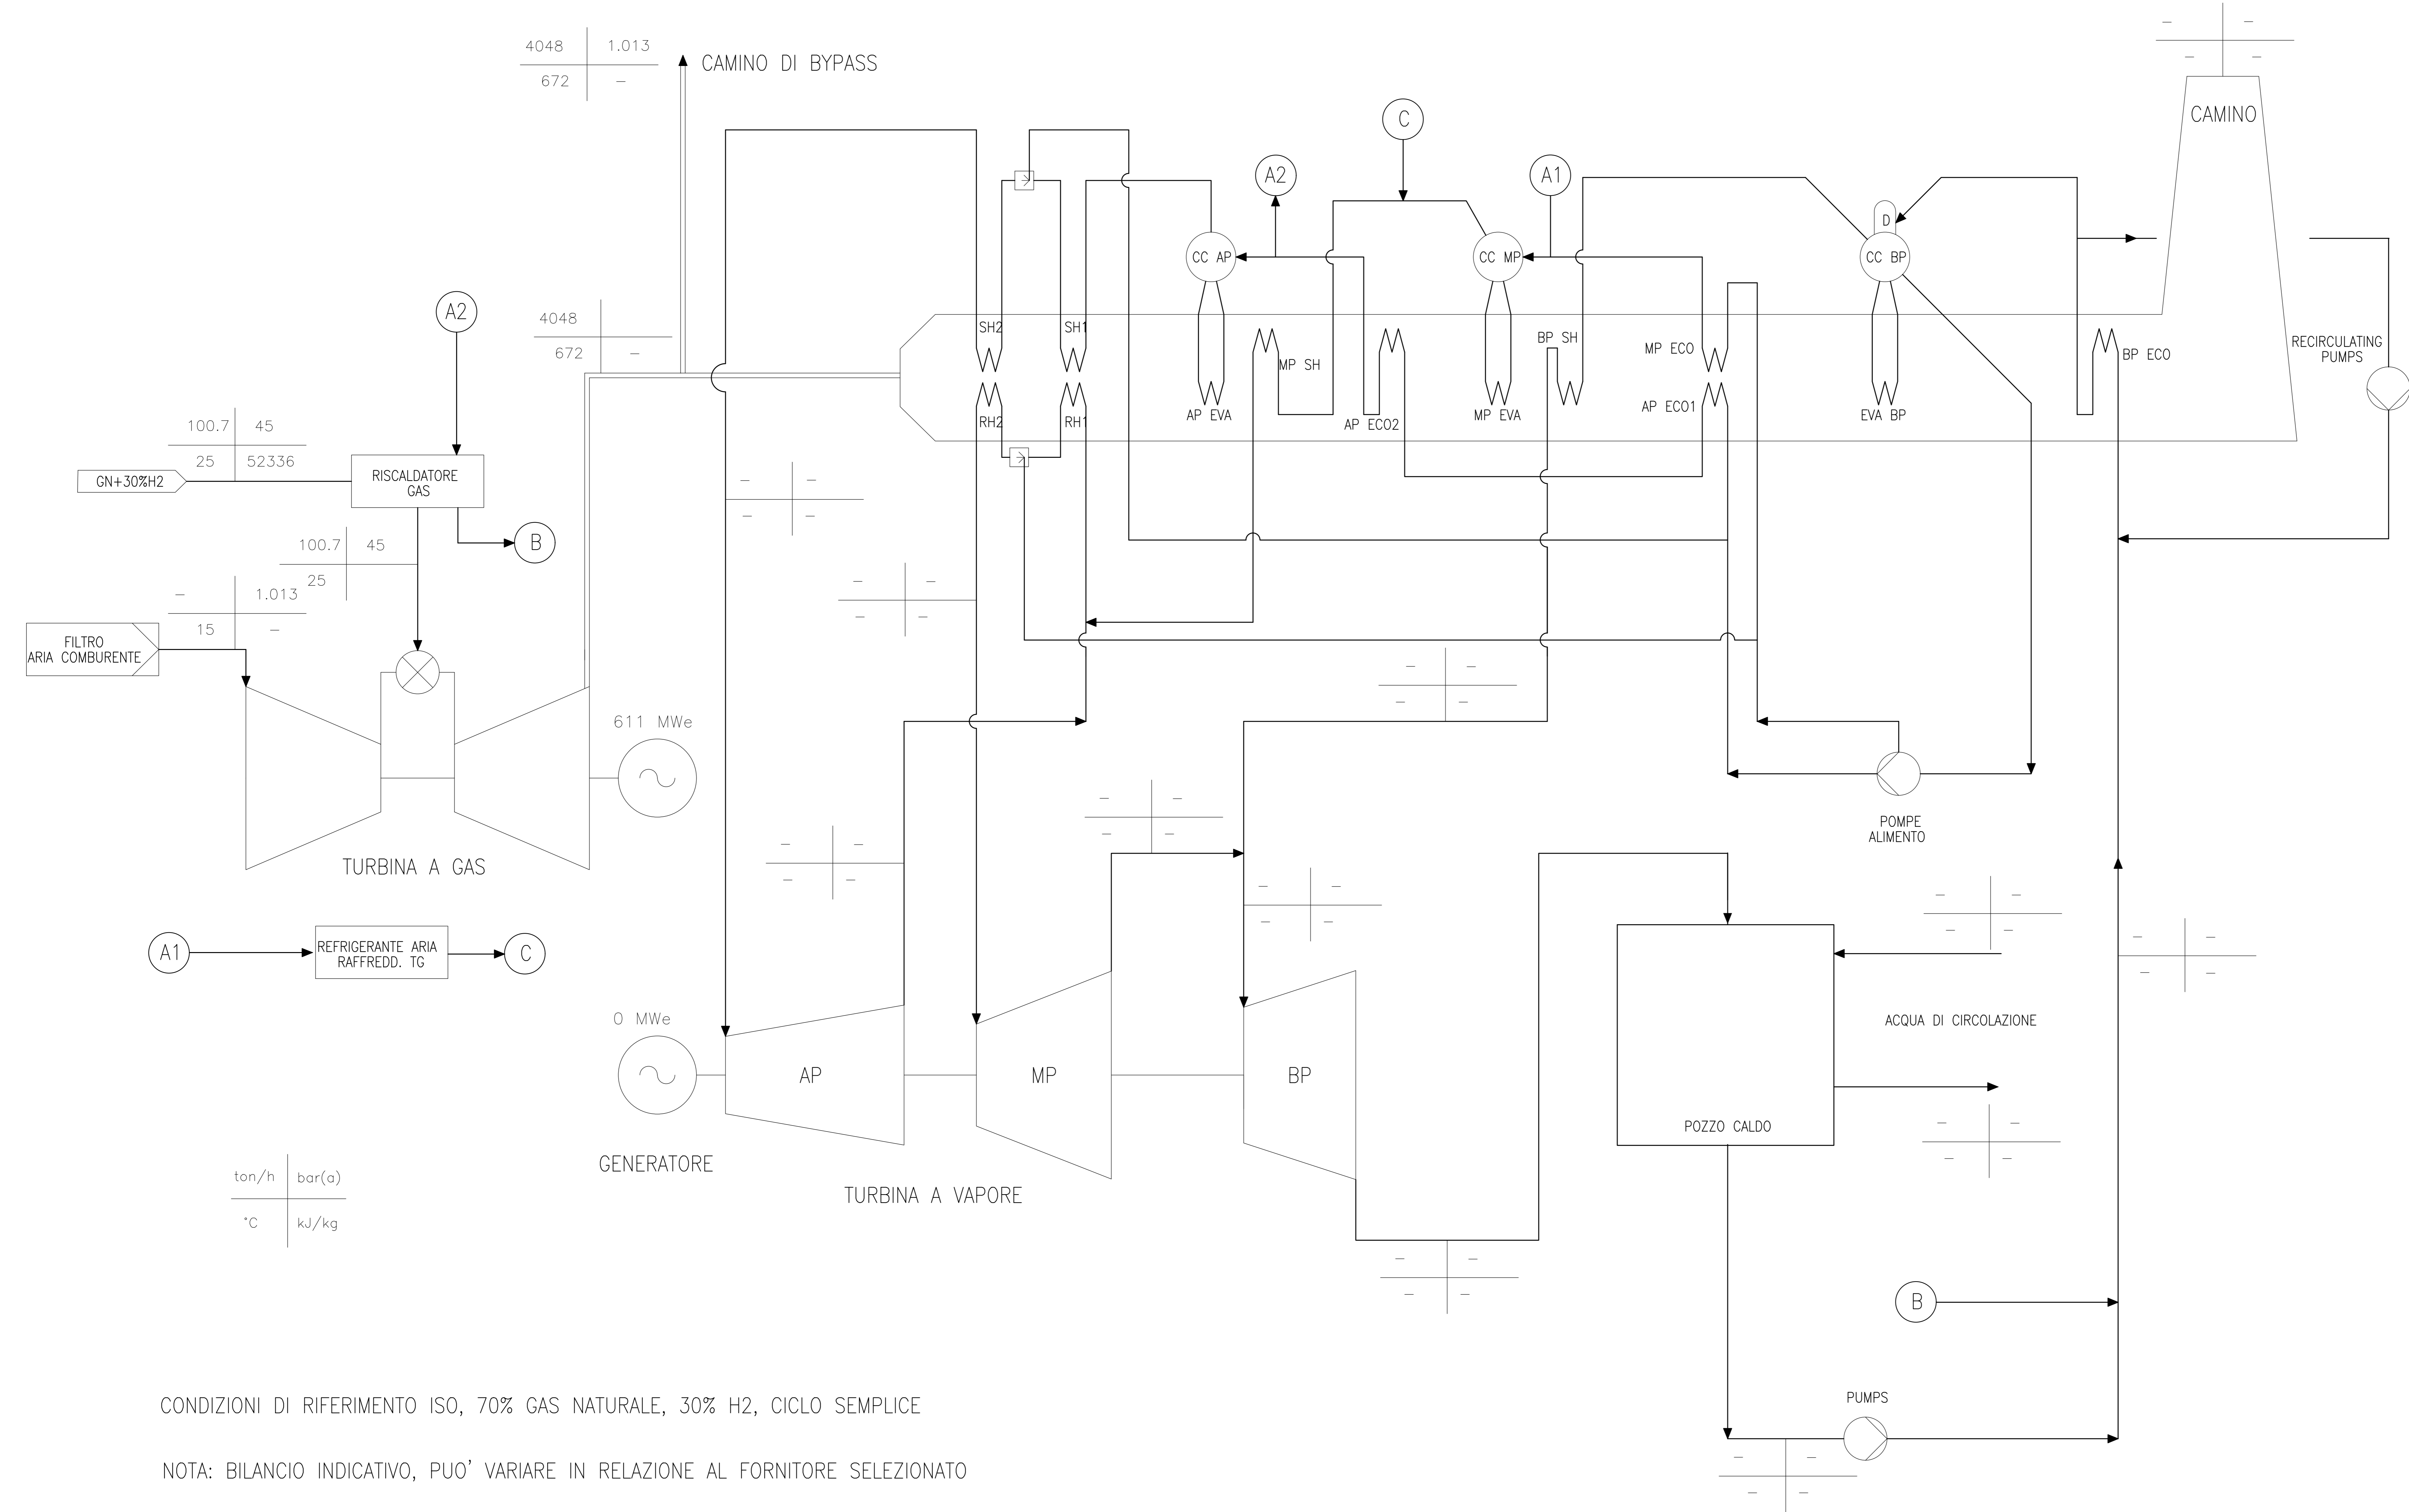 4048 1.013
672 –
CAMINO DI BYPASS
– –
– –
CAMINO
C
A2
A1
D
CC AP
CC MP
CC BP
A2
4048
672 –
SH2
SH1
MP SH
BP SH
MP ECO
BP ECO
RECIRCULATING
PUMPS
RH2
RH1
AP EVA
AP ECO2
MP EVA
AP ECO1
EVA BP
100.7 45
25 52336
GN+30%H2
RISCALDATORE
GAS
– –
– –
B
100.7 45
25
– 1.013
15 –
– –
– –
FILTRO
ARIA COMBURENTE
– –
– –
611 MWe
– –
– –
POMPE
ALIMENTO
– –
– –
TURBINA A GAS
– –
– –
– –
– –
– –
– –
A1
REFRIGERANTE ARIA
RAFFREDD. TG
C
0 MWe
ACQUA DI CIRCOLAZIONE
AP
MP
BP
POZZO CALDO
– –
– –
GENERATORE
TURBINA A VAPORE
ton/h bar(a)
°C kJ/kg
– –
– –
B
CONDIZIONI DI RIFERIMENTO ISO, 70% GAS NATURALE, 30% H2, CICLO SEMPLICE
PUMPS
NOTA: BILANCIO INDICATIVO, PUO' VARIARE IN RELAZIONE AL FORNITORE SELEZIONATO
– –
– –